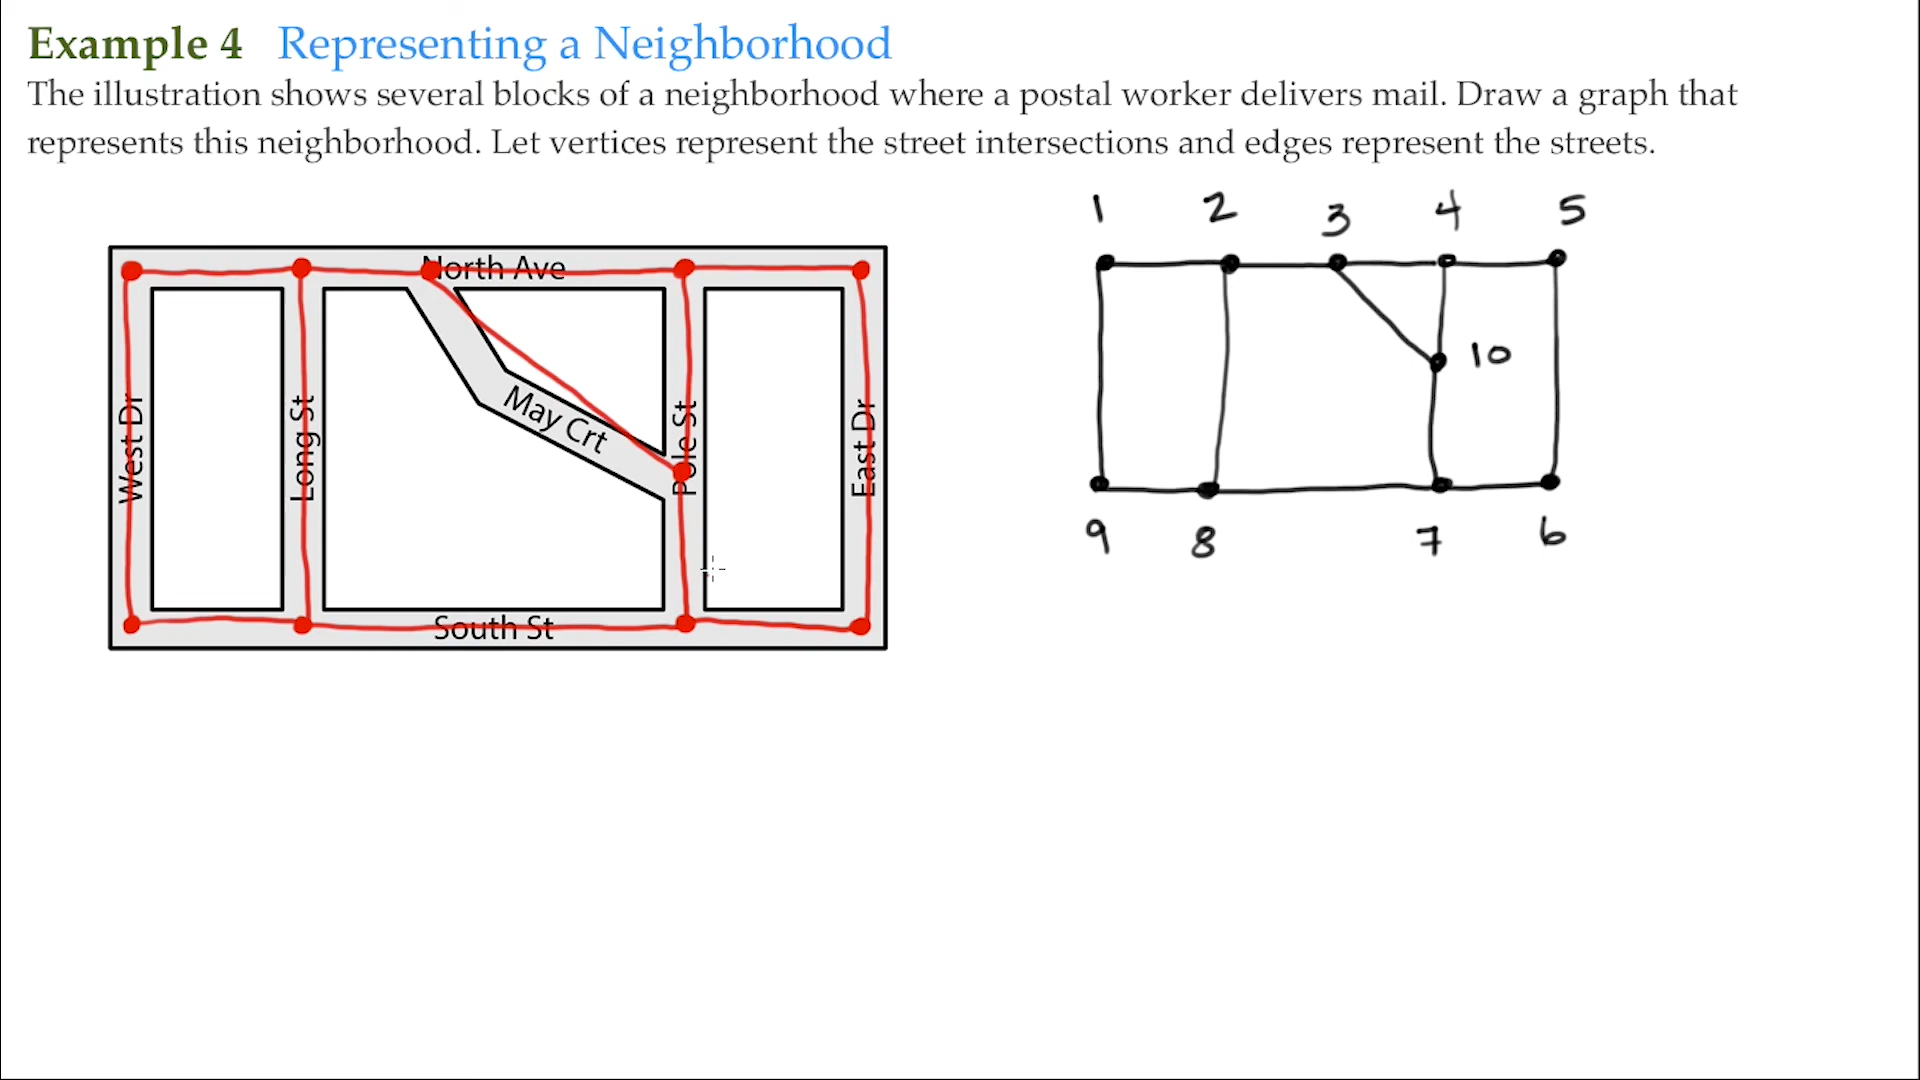 Example 4 Representing a Neighborhood
The illustration shows several blocks of a neighborhood where a postal worker delivers mail. Draw a graph that
represents this neighborhood. Let vertices represent the street intersections and edges represent the streets.
North Ave
West Dr
Long St
May Crt
Pole St
East Dr
South St
1 2 3 4 5
10
9 8 7 6